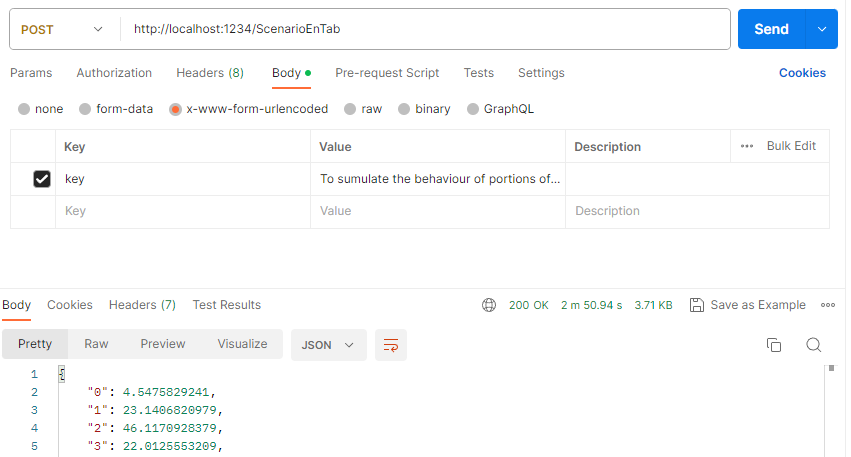 POST http://localhost:1234/ScenarioEnTab Send
Params Authorization Headers (8) Body Pre-request Script Tests Settings Cookies
none form-data x-www-form-urlencoded raw binary GraphQL
Key Value Description ••• Bulk Edit
key To sumulate the behaviour of portions of...
Key Value Description
Body Cookies Headers (7) Test Results 200 OK 2 m 50.94 s 3.71 KB Save as Example •••
Pretty Raw Preview Visualize JSON
1 {
2 "0": 4.5475829241,
3 "1": 23.1406820979,
4 "2": 46.1170928379,
5 "3": 22.0125553209,